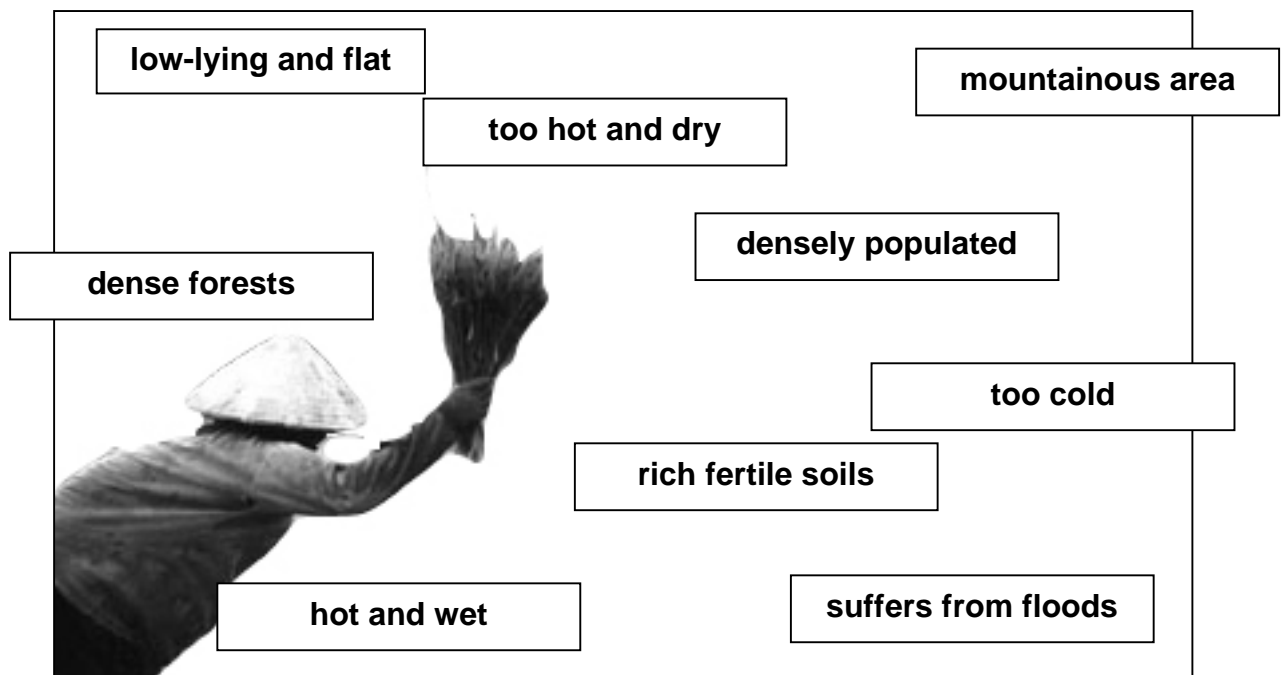 low-lying and flat
mountainous area
too hot and dry
densely populated
dense forests
too cold
rich fertile soils
suffers from floods
hot and wet